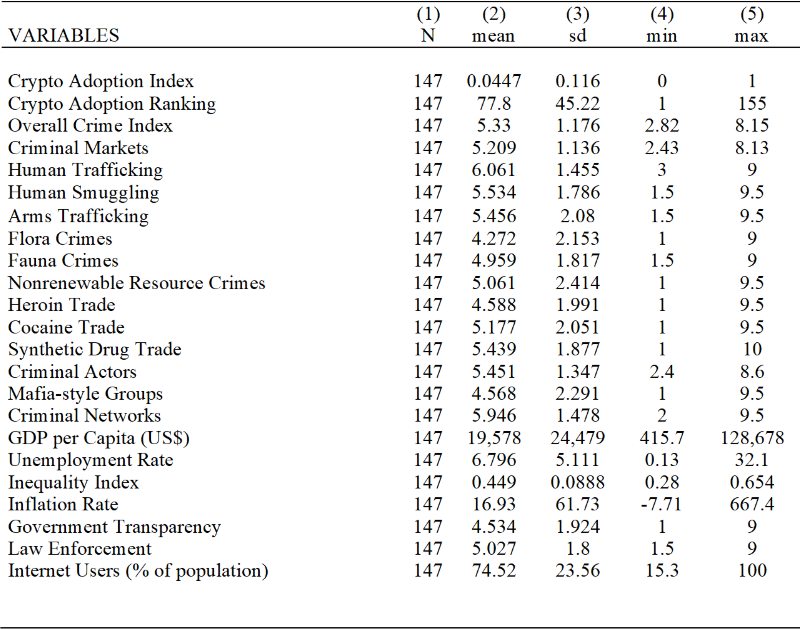 (1) (2) (3) (4) (5)
VARIABLES N mean sd min max
Crypto Adoption Index 147 0.0447 0.116 0 1
Crypto Adoption Ranking 147 77.8 45.22 1 155
Overall Crime Index 147 5.33 1.176 2.82 8.15
Criminal Markets 147 5.209 1.136 2.43 8.13
Human Trafficking 147 6.061 1.455 3 9
Human Smuggling 147 5.534 1.786 1.5 9.5
Arms Trafficking 147 5.456 2.08 1.5 9.5
Flora Crimes 147 4.272 2.153 1 9
Fauna Crimes 147 4.959 1.817 1.5 9
Nonrenewable Resource Crimes 147 5.061 2.414 1 9.5
Heroin Trade 147 4.588 1.991 1 9.5
Cocaine Trade 147 5.177 2.051 1 9.5
Synthetic Drug Trade 147 5.439 1.877 1 10
Criminal Actors 147 5.451 1.347 2.4 8.6
Mafia-style Groups 147 4.568 2.291 1 9.5
Criminal Networks 147 5.946 1.478 2 9.5
GDP per Capita (US$) 147 19,578 24,479 415.7 128,678
Unemployment Rate 147 6.796 5.111 0.13 32.1
Inequality Index 147 0.449 0.0888 0.28 0.654
Inflation Rate 147 16.93 61.73 -7.71 667.4
Government Transparency 147 4.534 1.924 1 9
Law Enforcement 147 5.027 1.8 1.5 9
Internet Users (% of population) 147 74.52 23.56 15.3 100